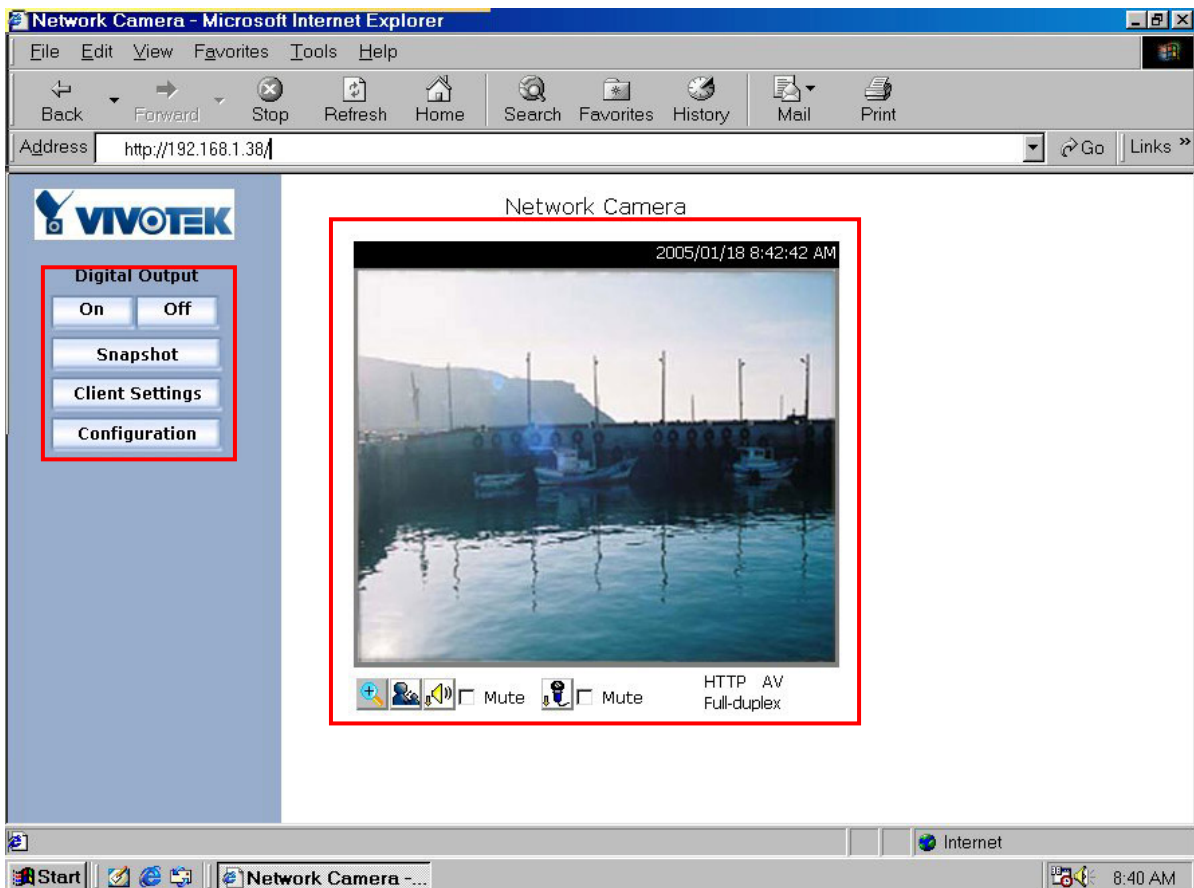 Network Camera - Microsoft Internet Explorer
File Edit View Favorites Tools Help
Back Forward Stop Refresh Home Search Favorites History Mail Print
Address http://192.168.1.38/ Go Links »
VIVOTEK
Network Camera
2005/01/18 8:42:42 AM
Digital Output
On Off
Snapshot
Client Settings
Configuration
Mute Mute HTTP AV
Full-duplex
Internet
Start Network Camera -... 8:40 AM